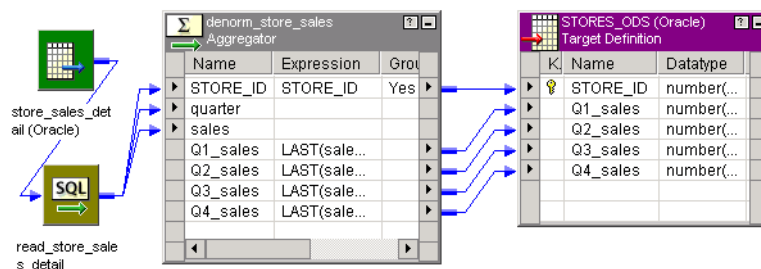 store_sales_det
ail (Oracle)
SQL
read_store_sale
s_detail
Σ denorm_store_sales
Aggregator
Name Expression Grou
STORE_ID STORE_ID Yes
quarter
sales
Q1_sales LAST(sale...
Q2_sales LAST(sale...
Q3_sales LAST(sale...
Q4_sales LAST(sale...
STORES_ODS (Oracle)
Target Definition
K. Name Datatype
STORE_ID number(...
Q1_sales number(...
Q2_sales number(...
Q3_sales number(...
Q4_sales number(...